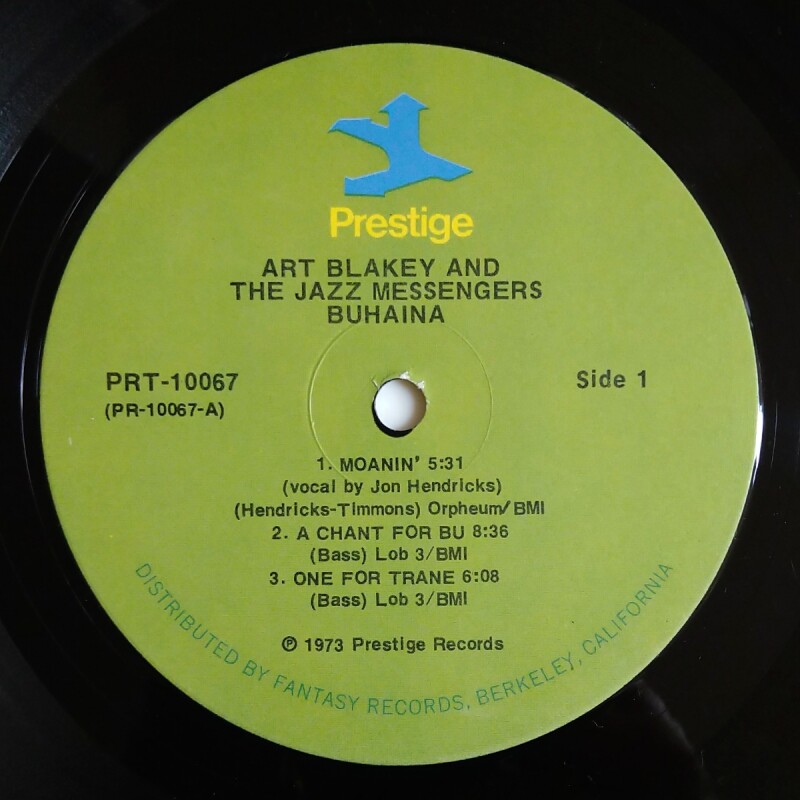 Prestige
ART BLAKEY AND
THE JAZZ MESSENGERS
BUHAINA
PRT-10067
(PR-10067-A)
Side 1
1. MOANIN' 5:31
(vocal by Jon Hendricks)
(Hendricks-Timmons) Orpheum/BMI
2. A CHANT FOR BU 8:36
(Bass) Lob 3/BMI
3. ONE FOR TRANE 6:08
(Bass) Lob 3/BMI
℗ 1973 Prestige Records
DISTRIBUTED BY FANTASY RECORDS, BERKELEY, CALIFORNIA